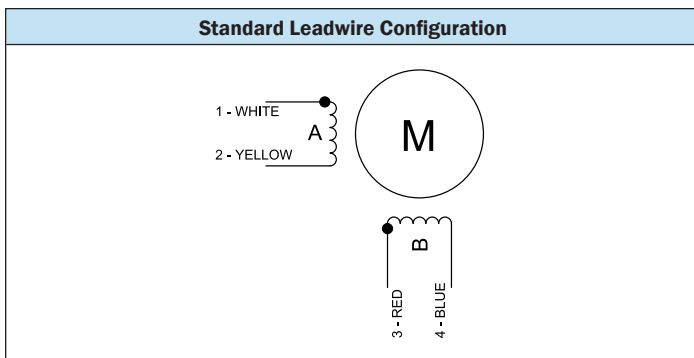 Standard Leadwire Configuration
1 - WHITE
A
2 - YELLOW
M
B
3 - RED
4 - BLUE